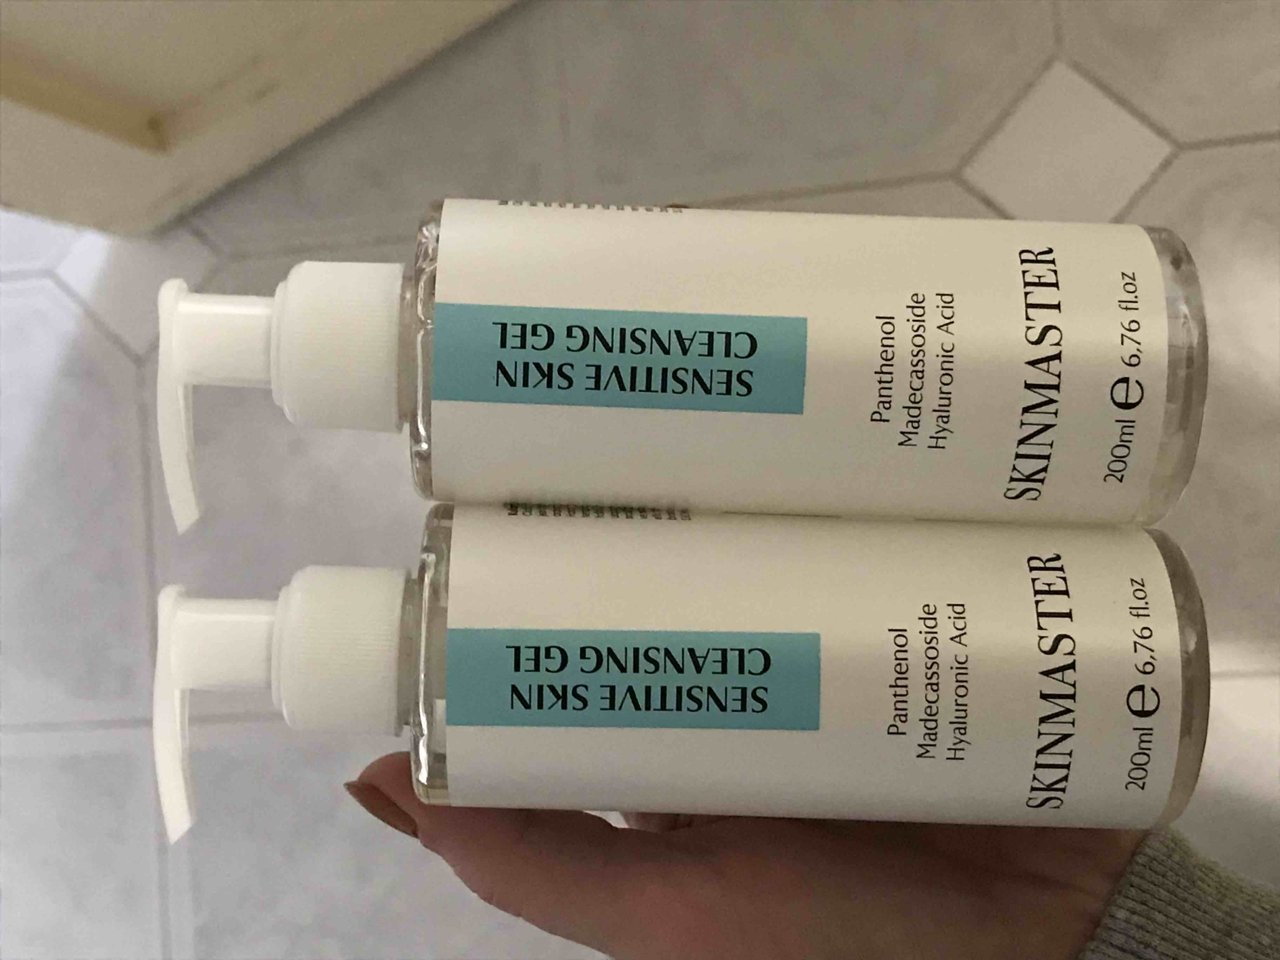 SENSITIVE SKIN
CLEANSING GEL
Panthenol
Madecassoside
Hyaluronic Acid
SKINMASTER
200ml e 6,76 fl.oz
SENSITIVE SKIN
CLEANSING GEL
Panthenol
Madecassoside
Hyaluronic Acid
SKINMASTER
200ml e 6,76 fl.oz